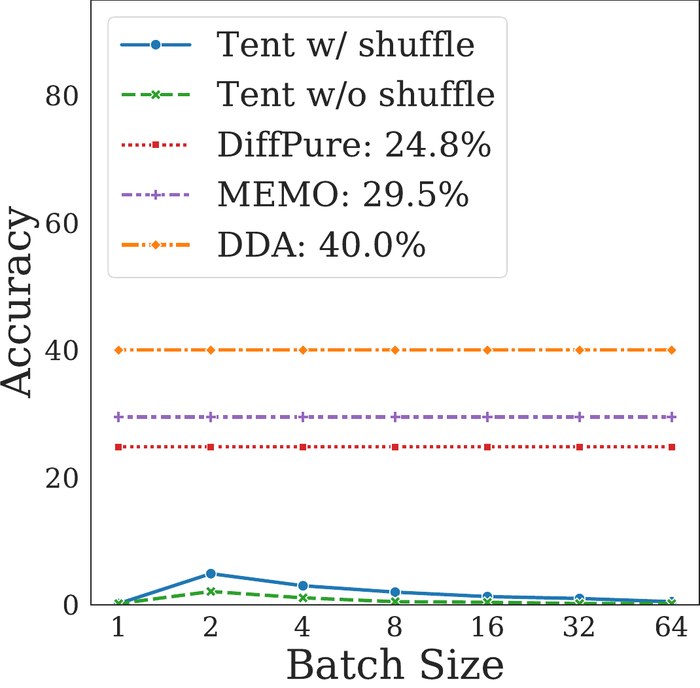 Tent w/ shuffle
Tent w/o shuffle
DiffPure: 24.8%
MEMO: 29.5%
DDA: 40.0%
80
60
40
20
0
Accuracy
1 2 4 8 16 32 64
Batch Size